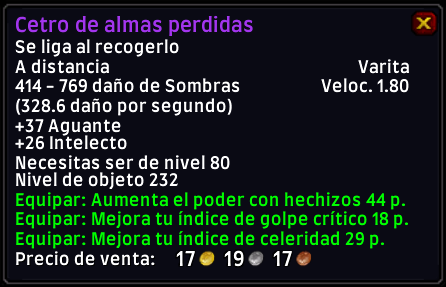 Cetro de almas perdidas
Se liga al recogerlo
A distancia Varita
414 - 769 daño de Sombras Veloc. 1.80
(328.6 daño por segundo)
+37 Aguante
+26 Intelecto
Necesitas ser de nivel 80
Nivel de objeto 232
Equipar: Aumenta el poder con hechizos 44 p.
Equipar: Mejora tu índice de golpe crítico 18 p.
Equipar: Mejora tu índice de celeridad 29 p.
Precio de venta: 17 19 17